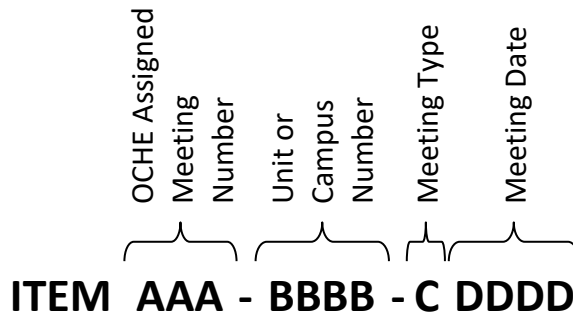 OCHE Assigned
Meeting
Number
Unit or
Campus
Number
Meeting Type
Meeting Date
ITEM AAA - BBBB - C DDDD